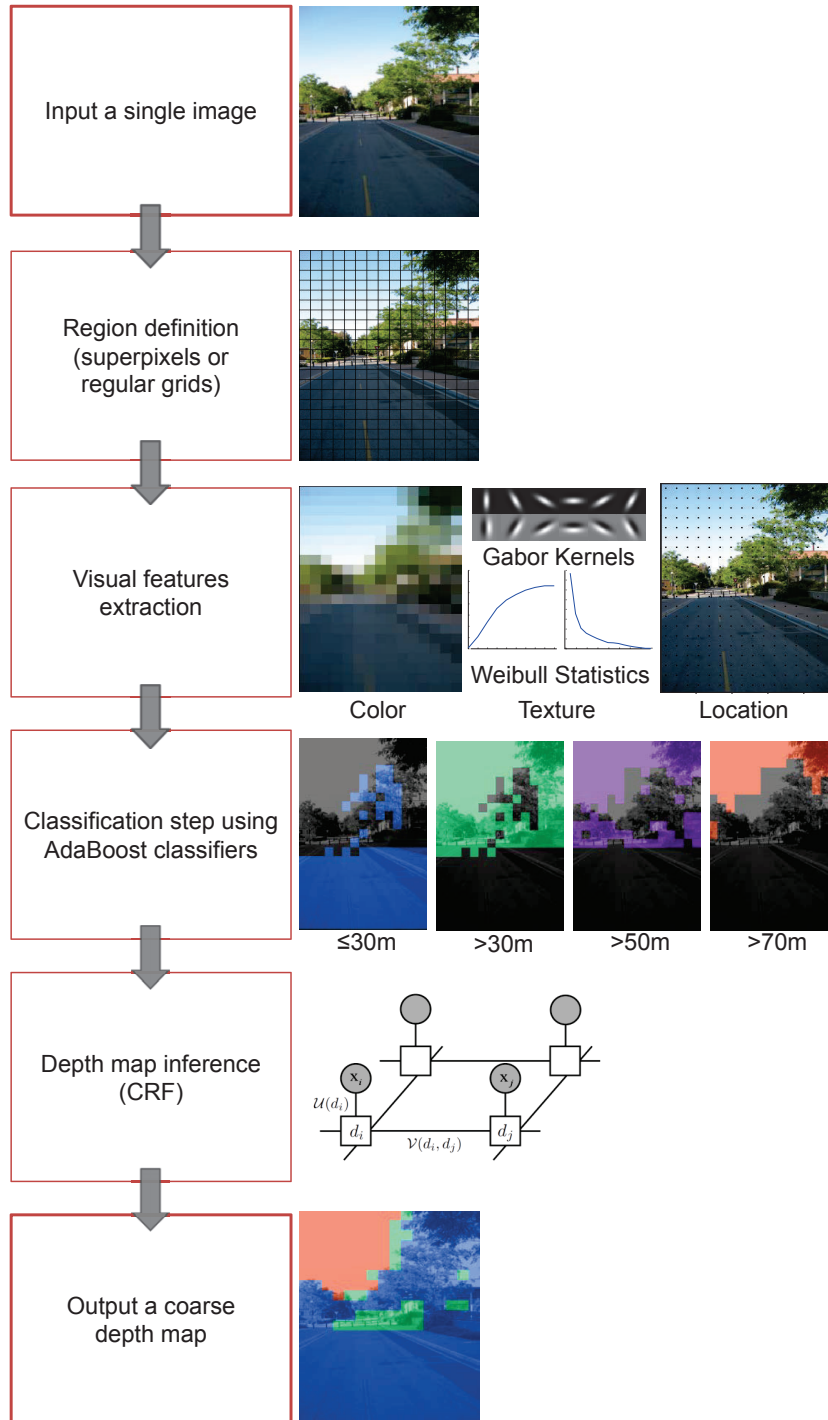 Input a single image
Region definition
(superpixels or
regular grids)
Visual features
extraction
Gabor Kernels
Weibull Statistics
Color
Texture
Location
Classification step using
AdaBoost classifiers
≤30m
>30m
>50m
>70m
Depth map inference
(CRF)
x_i
x_j
U(d_i)
d_i
V(d_i, d_j)
d_j
Output a coarse
depth map